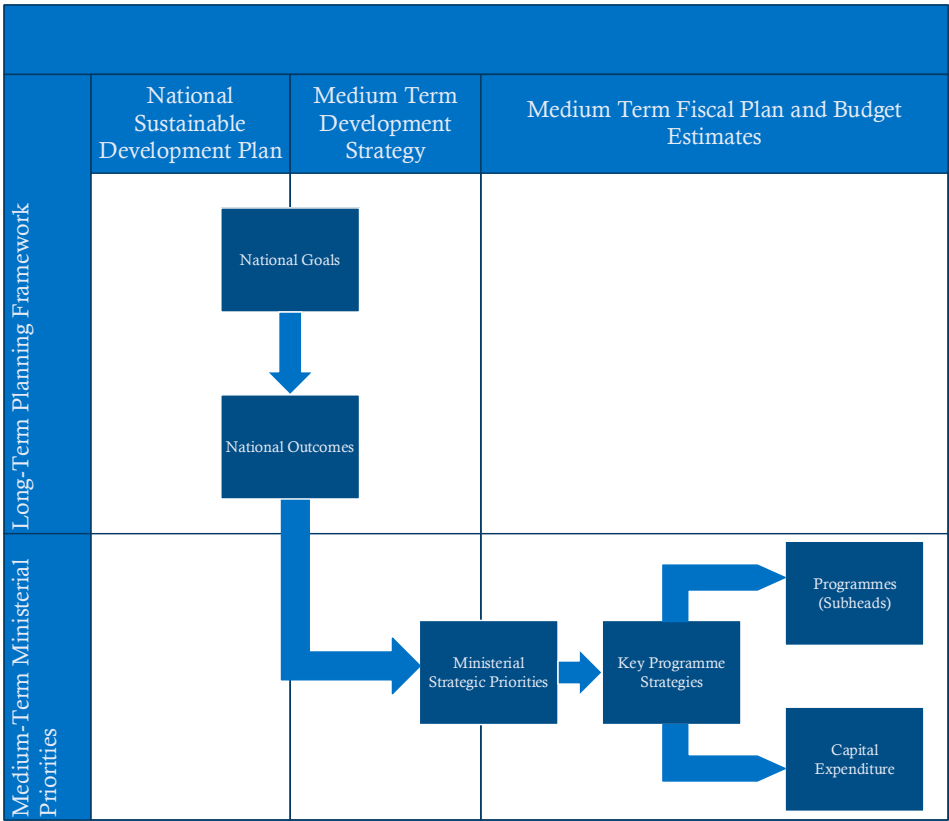 National
Sustainable
Development Plan
Medium Term
Development
Strategy
Medium Term Fiscal Plan and Budget
Estimates
Long-Term Planning Framework
National Goals
National Outcomes
Medium-Term Ministerial
Priorities
Ministerial
Strategic Priorities
Key Programme
Strategies
Programmes
(Subheads)
Capital
Expenditure